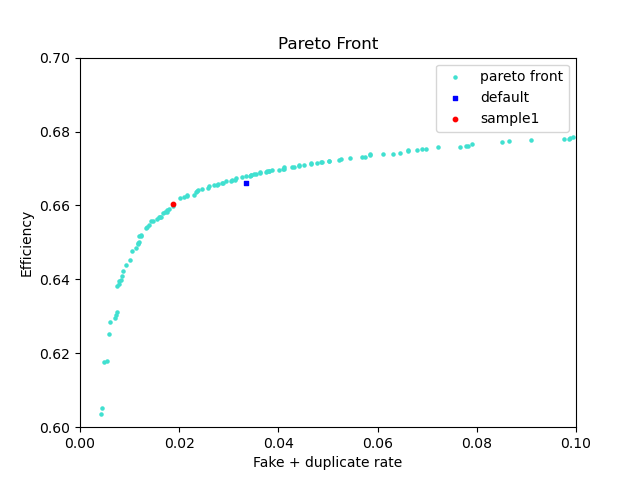 Pareto Front
pareto front
default
sample1
0.70
0.68
0.66
0.64
0.62
0.60
Efficiency
0.00 0.02 0.04 0.06 0.08 0.10
Fake + duplicate rate